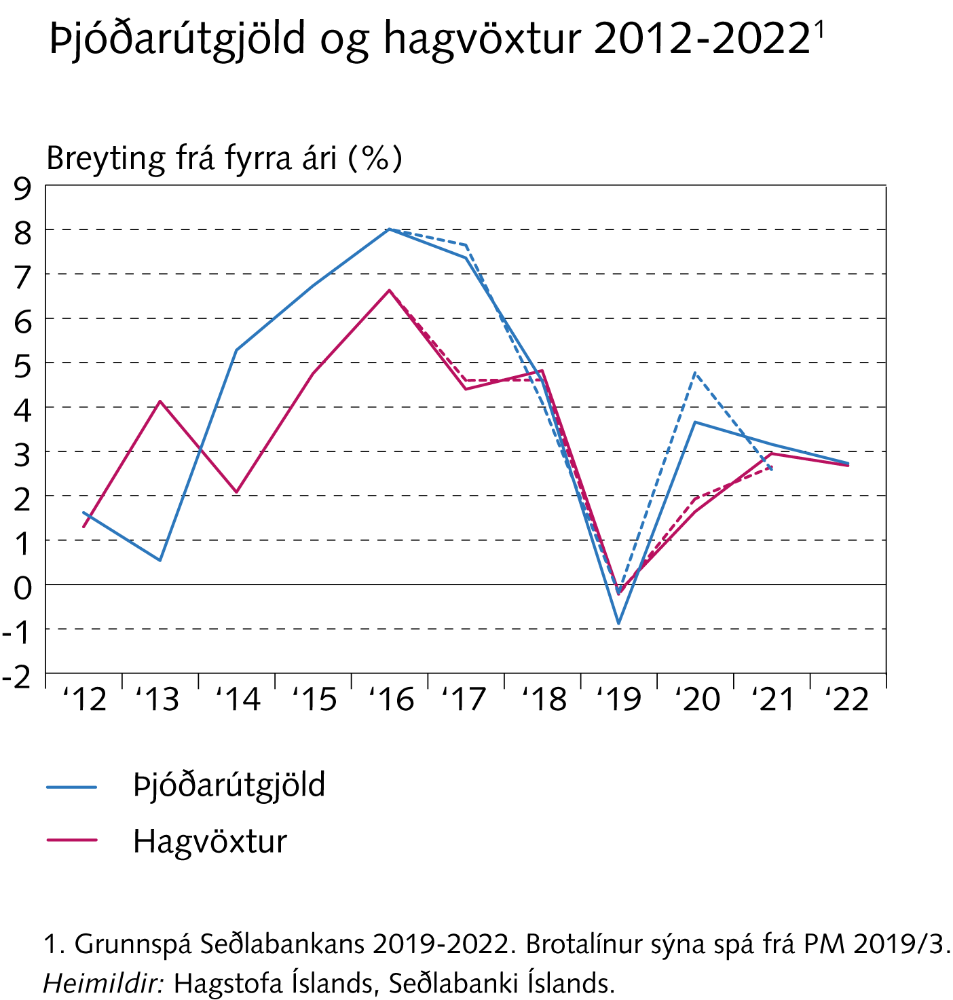 Þjóðarútgjöld og hagvöxtur 2012-2022¹
Breyting frá fyrra ári (%)
9
8
7
6
5
4
3
2
1
0
-1
-2
‘12 ‘13 ‘14 ‘15 ‘16 ‘17 ‘18 ‘19 ‘20 ‘21 ‘22
Þjóðarútgjöld
Hagvöxtur
1. Grunnspá Seðlabankans 2019-2022. Brotalínur sýna spá frá PM 2019/3.
Heimildir: Hagstofa Íslands, Seðlabanki Íslands.